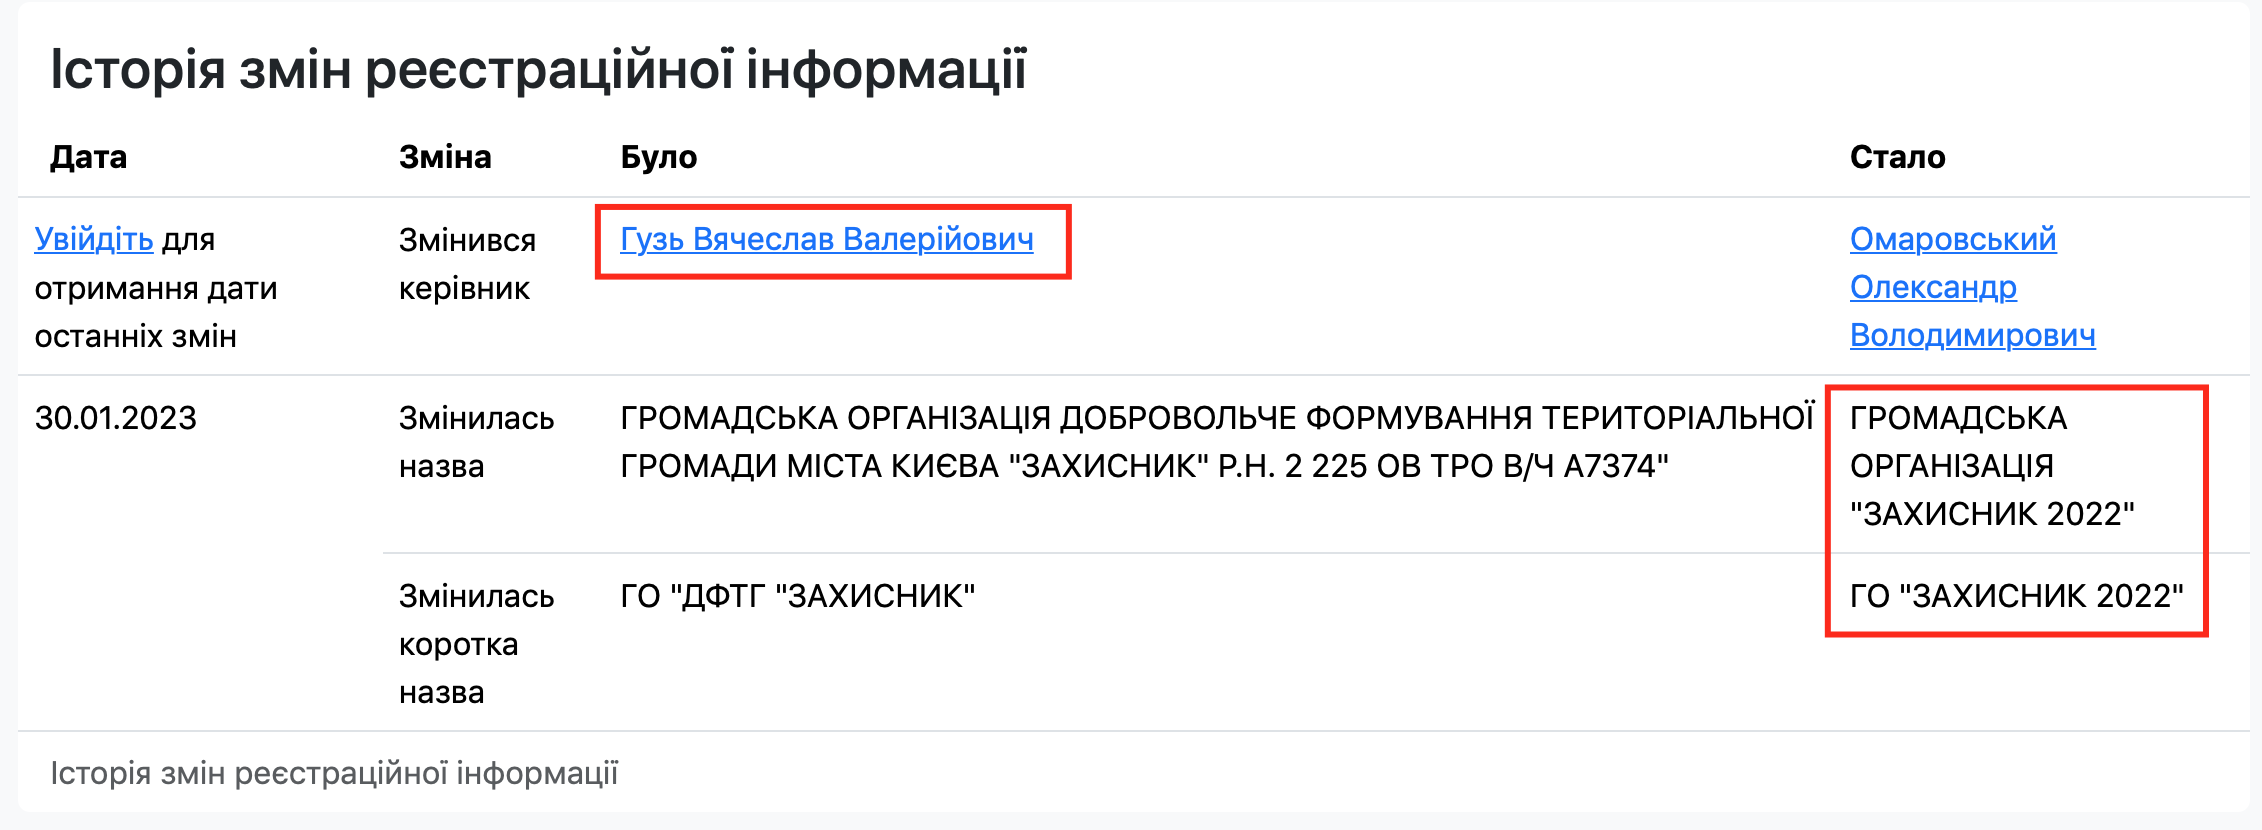 Історія змін реєстраційної інформації
Дата Зміна Було Стало
Увійдіть для
отримання дати
останніх змін
Змінився
керівник
Гузь Вячеслав Валерійович
Омаровський
Олександр
Володимирович
30.01.2023
Змінилась
назва
ГРОМАДСЬКА ОРГАНІЗАЦІЯ ДОБРОВОЛЬЧЕ ФОРМУВАННЯ ТЕРИТОРІАЛЬНОЇ
ГРОМАДИ МІСТА КИЄВА "ЗАХИСНИК" Р.Н. 2 225 ОВ ТРО В/Ч А7374"
ГРОМАДСЬКА
ОРГАНІЗАЦІЯ
"ЗАХИСНИК 2022"
Змінилась
коротка
назва
ГО "ДФТГ "ЗАХИСНИК"
ГО "ЗАХИСНИК 2022"
Історія змін реєстраційної інформації